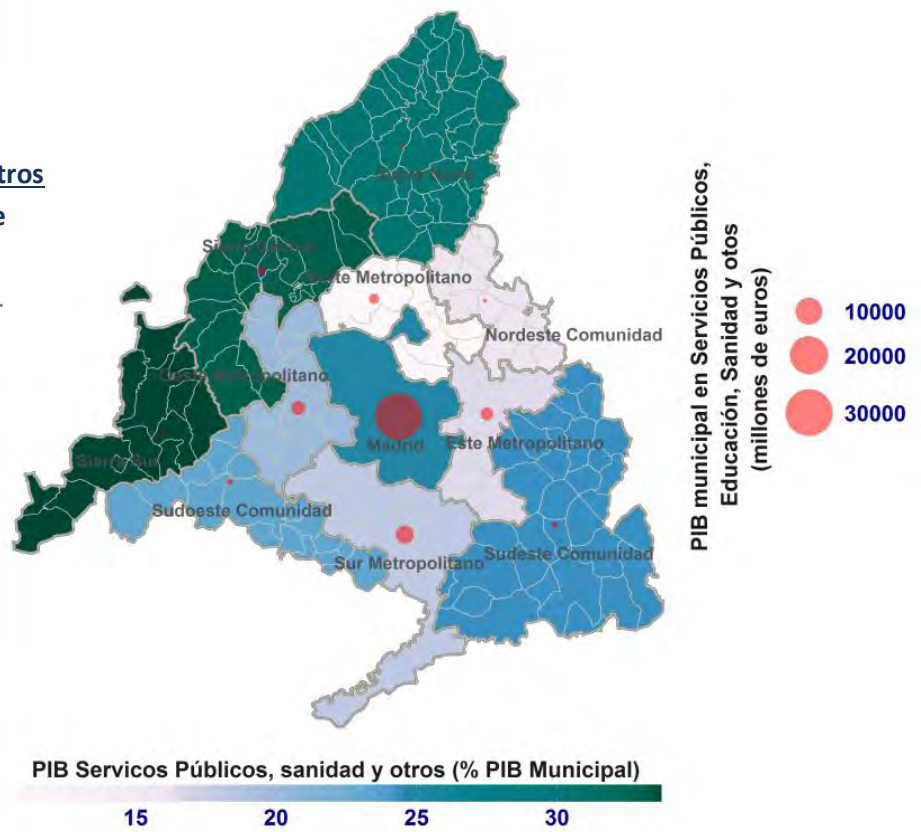 tros
e
Sierra Norte
Sierra Central
Norte Metropolitano
Nordeste Comunidad
Oeste Metropolitano
Madrid
Este Metropolitano
Sierra Sur
Sudoeste Comunidad
Sur Metropolitano
Sudeste Comunidad
PIB municipal en Servicios Públicos,
Educación, Sanidad y otos
(millones de euros)
10000
20000
30000
PIB Servicos Públicos, sanidad y otros (% PIB Municipal)
15 20 25 30